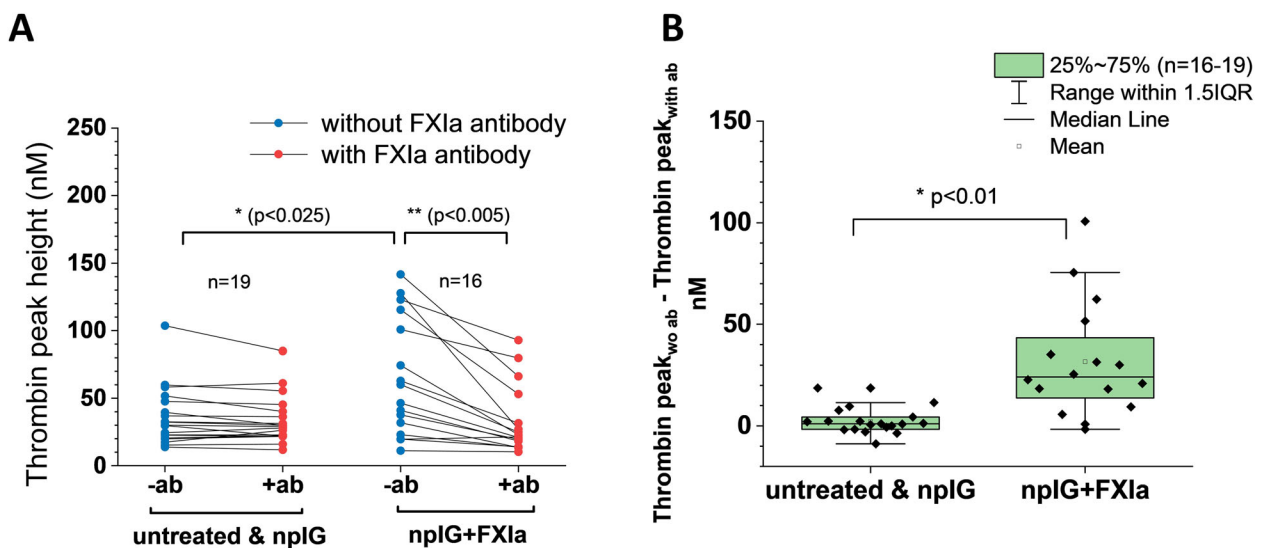 A
Thrombin peak height (nM)
250
200
150
100
50
0
without FXIa antibody
with FXIa antibody
* (p<0.025)
** (p<0.005)
n=19
n=16
-ab
+ab
-ab
+ab
untreated & npIG
npIG+FXIa
B
Thrombin peakwo ab - Thrombin peakwith ab
nM
150
100
50
0
25%~75% (n=16-19)
Range within 1.5IQR
Median Line
Mean
* p<0.01
untreated & npIG
npIG+FXIa